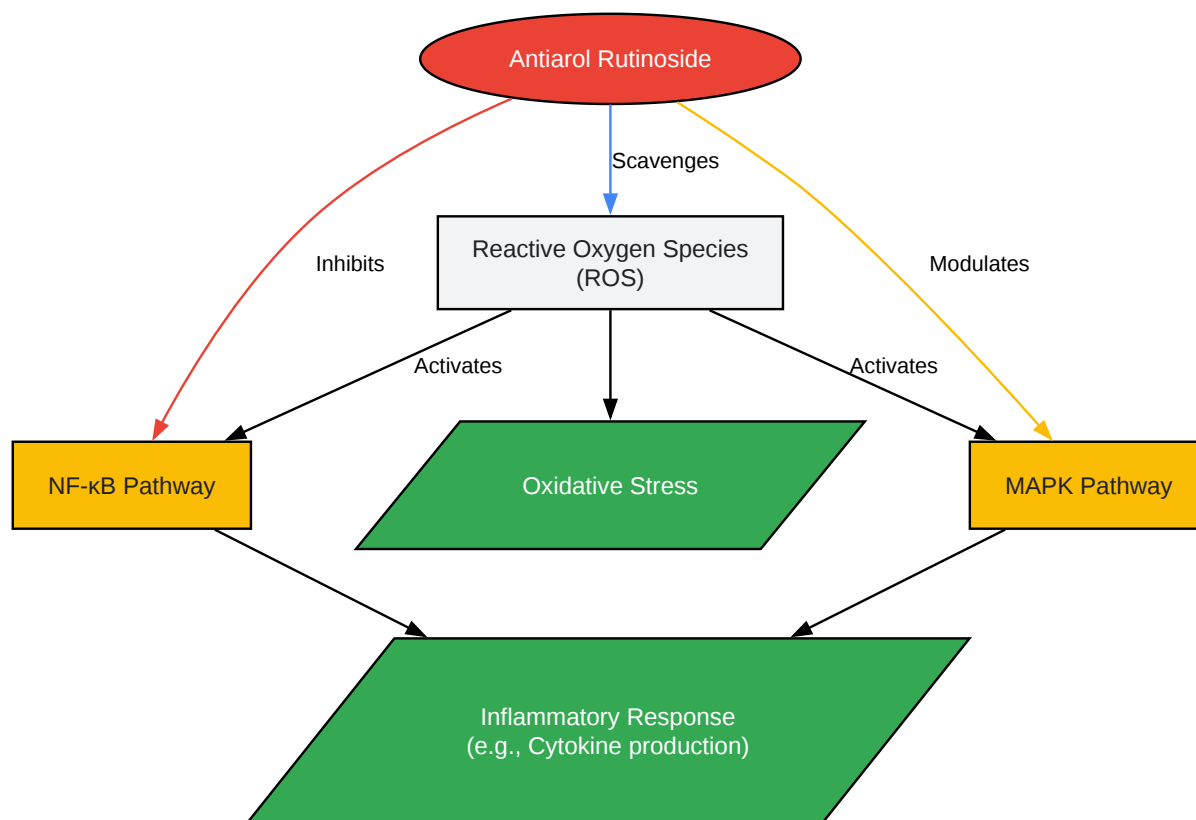 Antiarol Rutinoside
Scavenges
Reactive Oxygen Species
(ROS)
Inhibits
Modulates
Activates
Activates
NF-κB Pathway
Oxidative Stress
MAPK Pathway
Inflammatory Response
(e.g., Cytokine production)